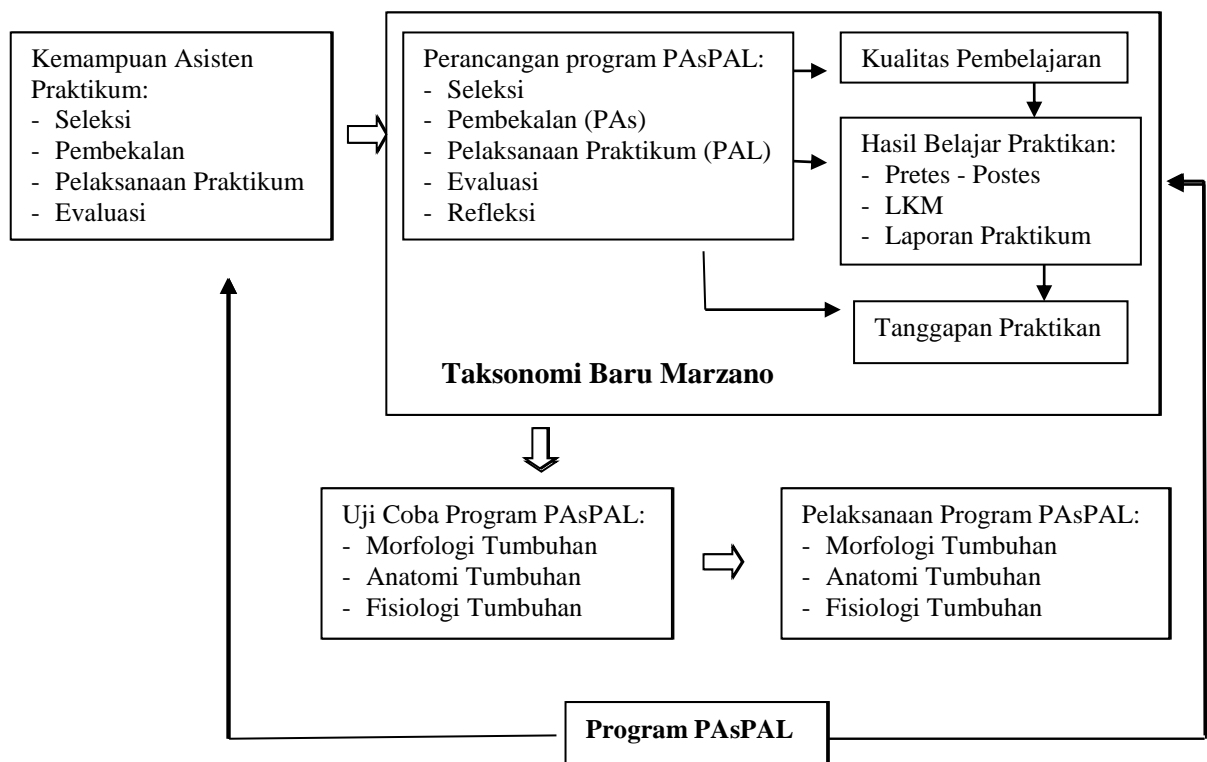 Kemampuan Asisten
Praktikum:
- Seleksi
- Pembekalan
- Pelaksanaan Praktikum
- Evaluasi
Perancangan program PAsPAL:
- Seleksi
- Pembekalan (PAs)
- Pelaksanaan Praktikum (PAL)
- Evaluasi
- Refleksi
Kualitas Pembelajaran
Hasil Belajar Praktikan:
- Pretes - Postes
- LKM
- Laporan Praktikum
Tanggapan Praktikan
Taksonomi Baru Marzano
Uji Coba Program PAsPAL:
- Morfologi Tumbuhan
- Anatomi Tumbuhan
- Fisiologi Tumbuhan
Pelaksanaan Program PAsPAL:
- Morfologi Tumbuhan
- Anatomi Tumbuhan
- Fisiologi Tumbuhan
Program PAsPAL